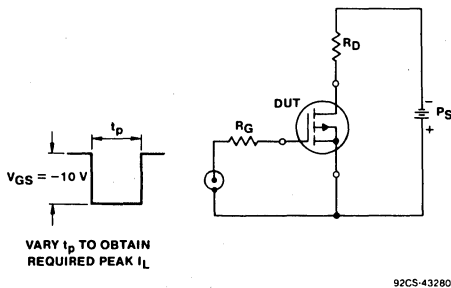 t_p
V_GS = −10 V
VARY t_p TO OBTAIN
REQUIRED PEAK I_L
R_G
DUT
R_D
−
P_S
+
92CS-43280